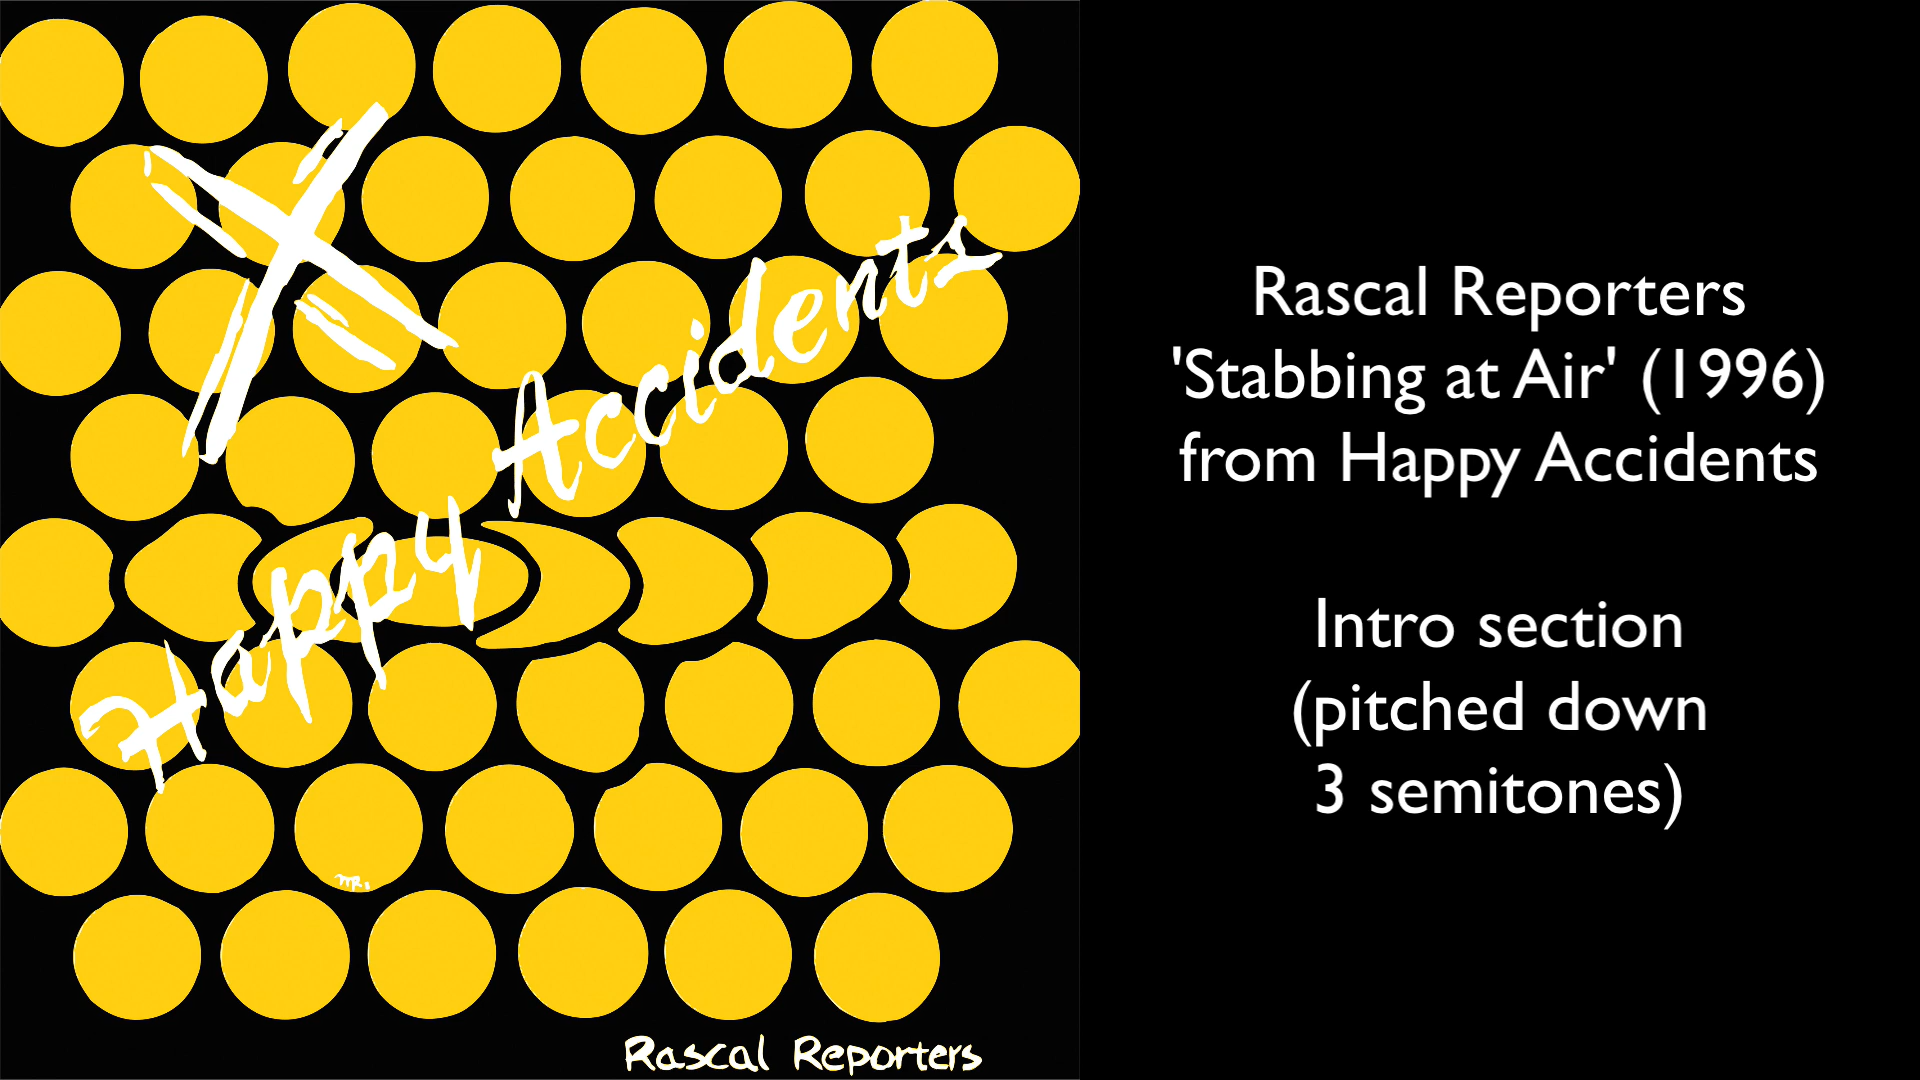 Happy Accidents
mR.
Rascal Reporters
Rascal Reporters
'Stabbing at Air' (1996)
from Happy Accidents
Intro section
(pitched down
3 semitones)